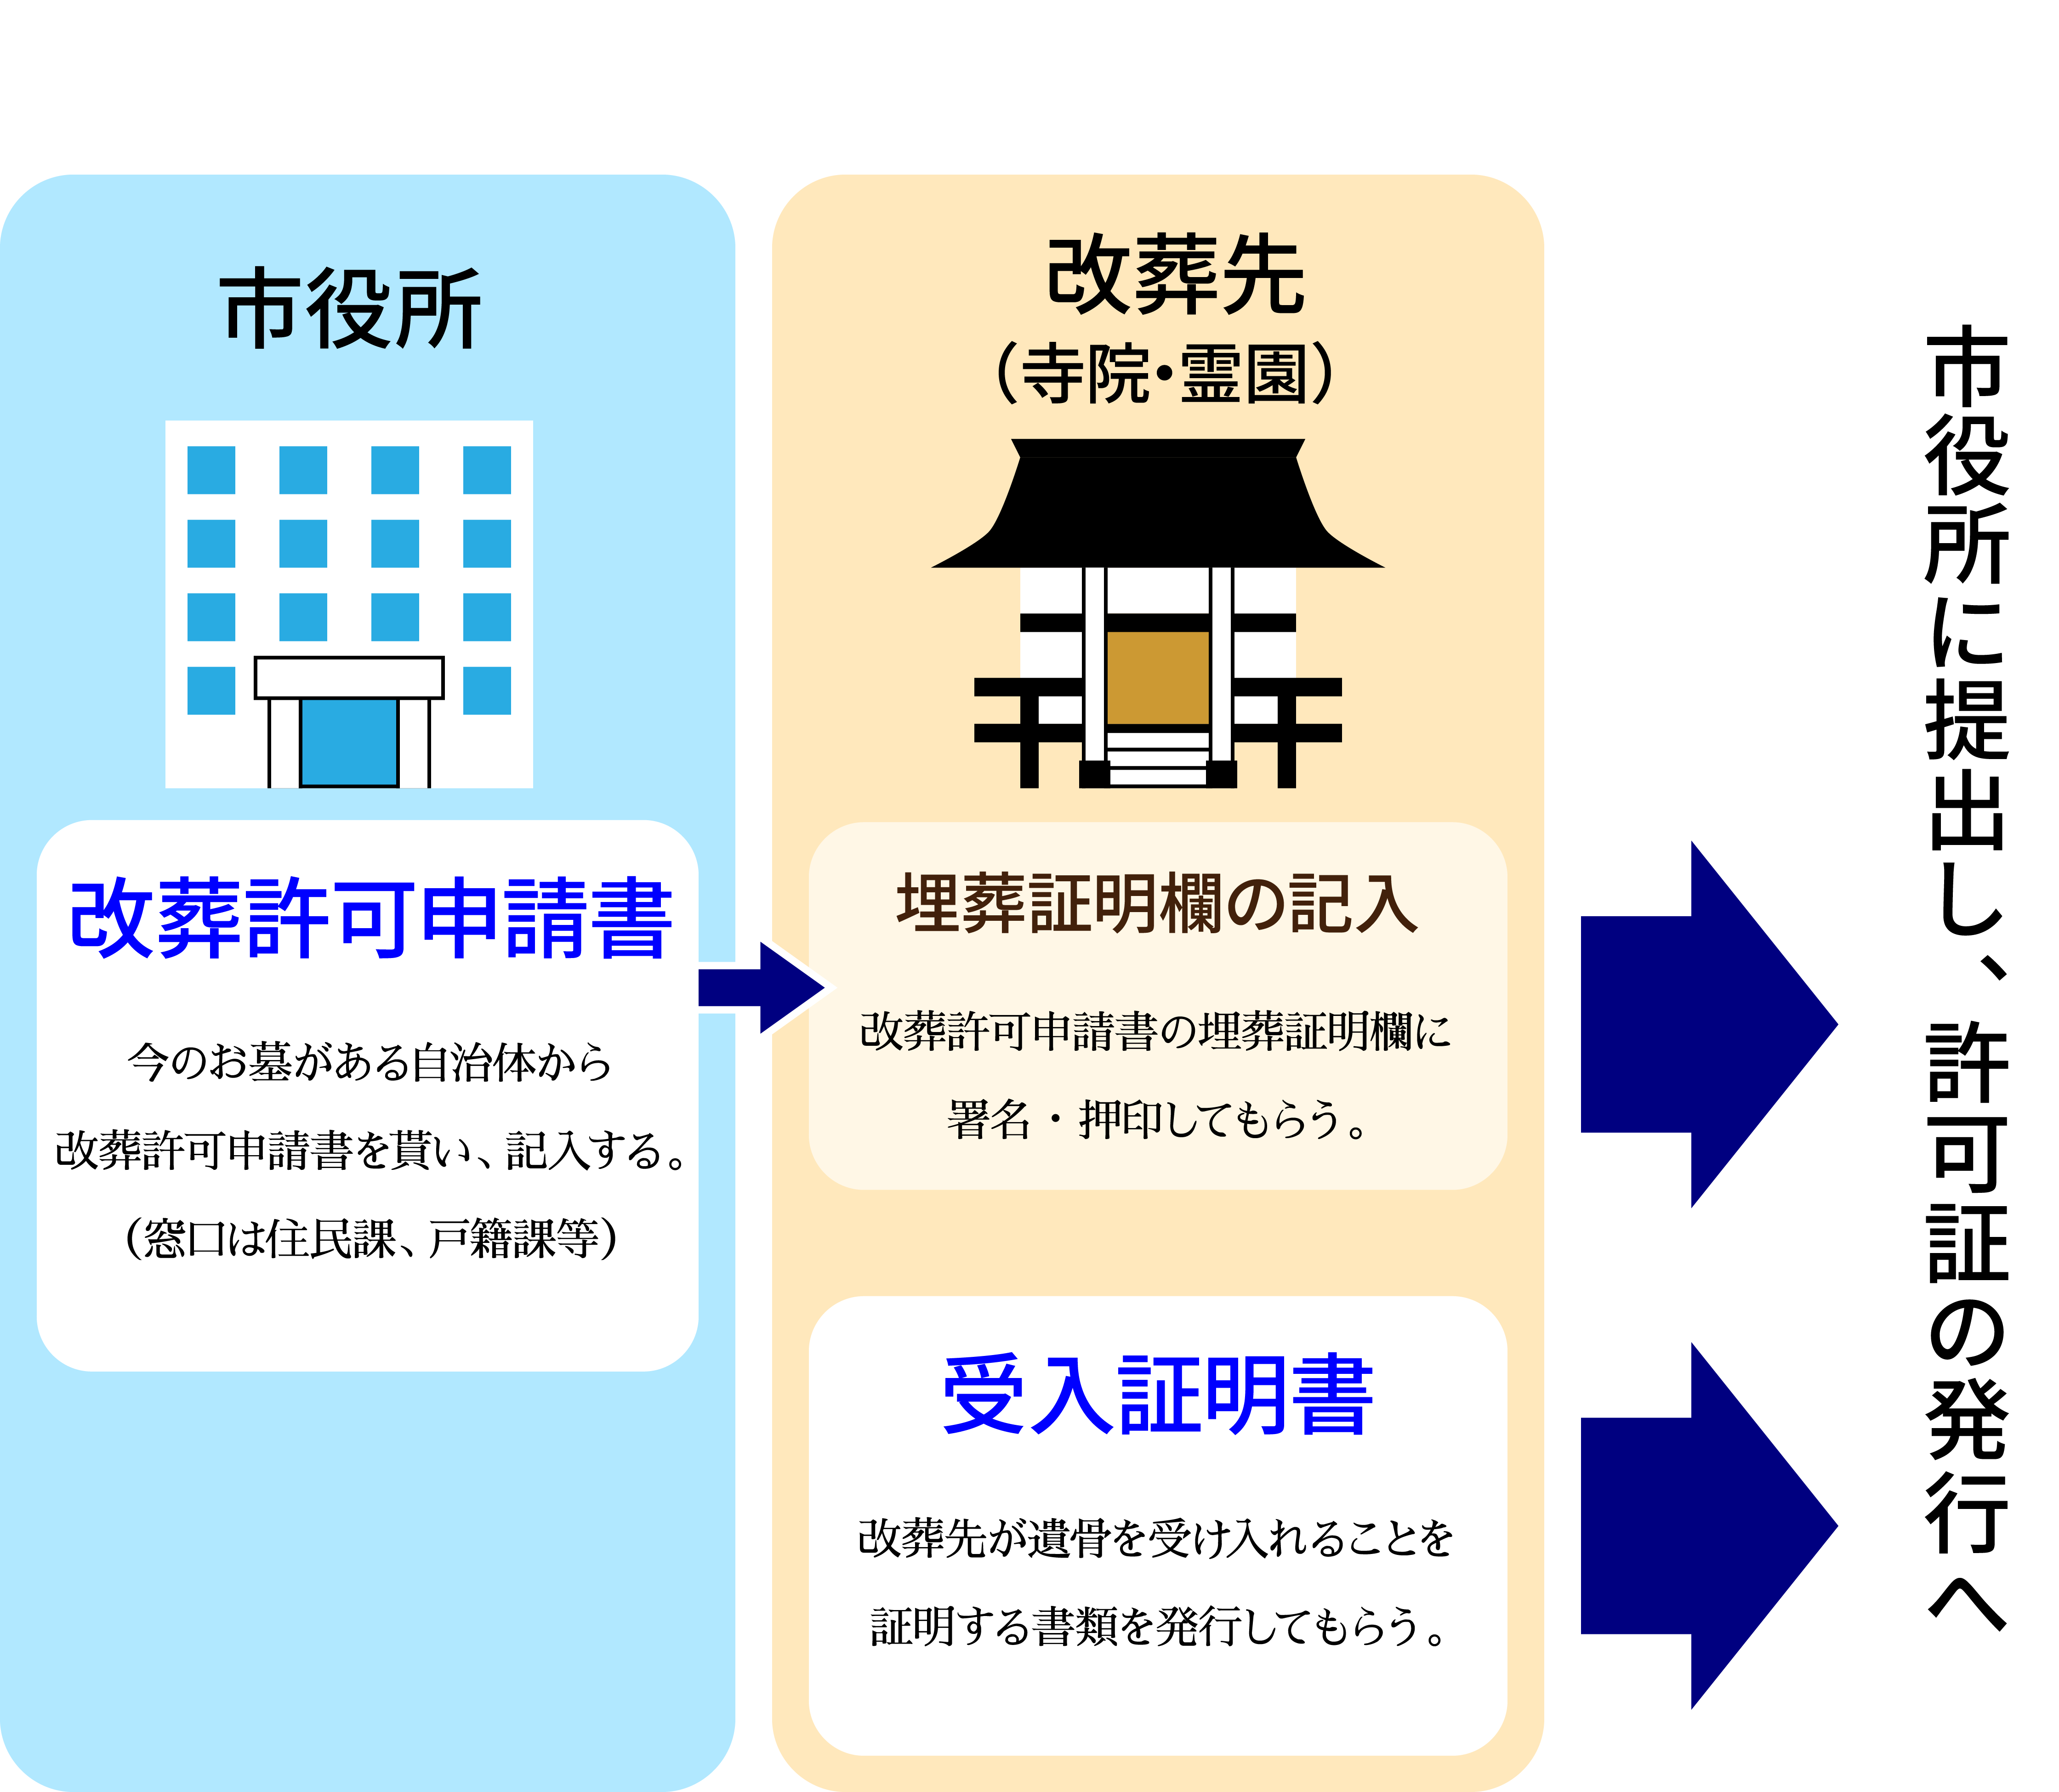 市役所
改葬許可申請書
今のお墓がある自治体から
改葬許可申請書を貰い、記入する。
（窓口は住民課、戸籍課等）
改葬先
（寺院・霊園）
埋葬証明欄の記入
改葬許可申請書の埋葬証明欄に
署名・押印してもらう。
受入証明書
改葬先が遺骨を受け入れることを
証明する書類を発行してもらう。
市役所に提出し、許可証の発行へ